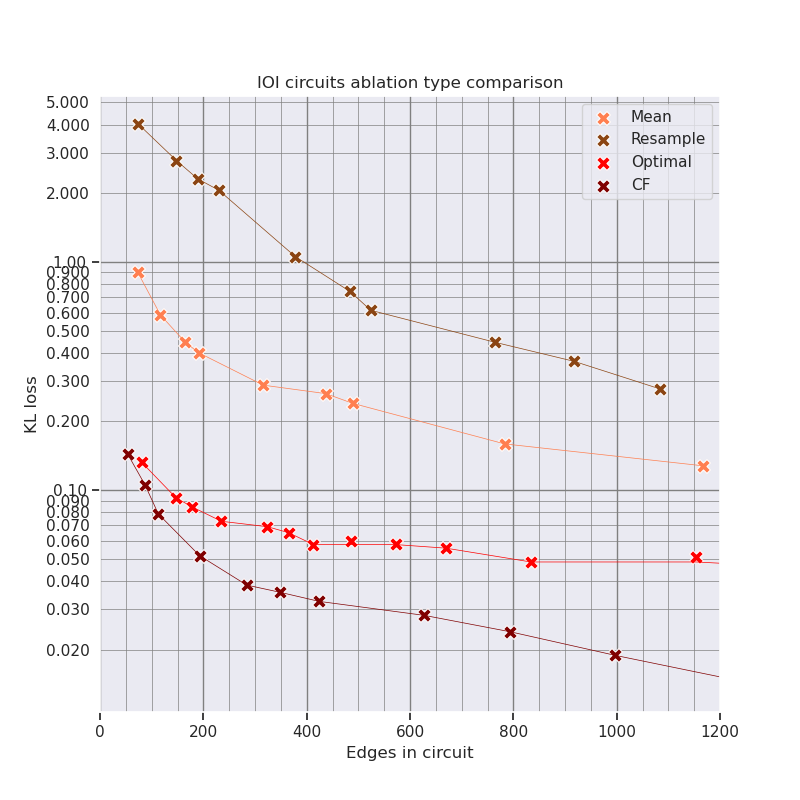 IOI circuits ablation type comparison
5.000
4.000
3.000
2.000
1.00
0.900
0.800
0.700
0.600
0.500
0.400
0.300
0.200
0.10
0.090
0.080
0.070
0.060
0.050
0.040
0.030
0.020
KL loss
Mean
Resample
Optimal
CF
0 200 400 600 800 1000 1200
Edges in circuit